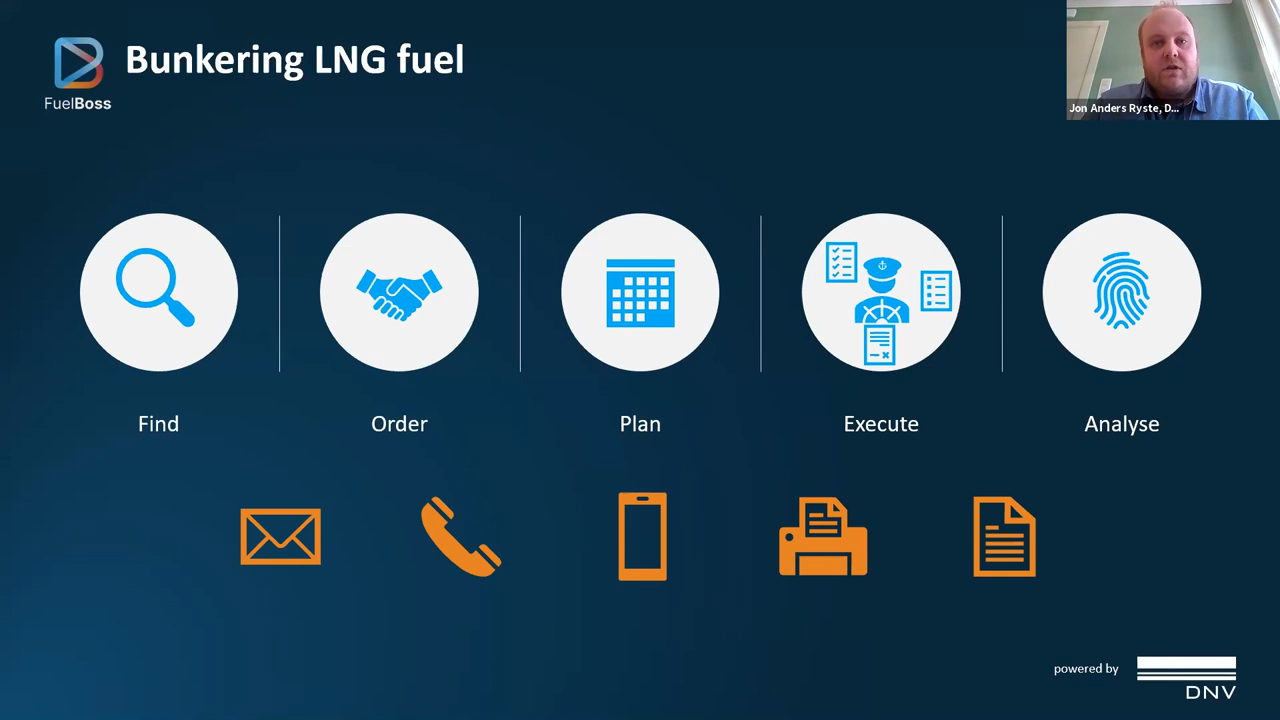 Bunkering LNG fuel
FuelBoss
Jon Anders Ryste, D...
Find
Order
Plan
Execute
Analyse
powered by
DNV